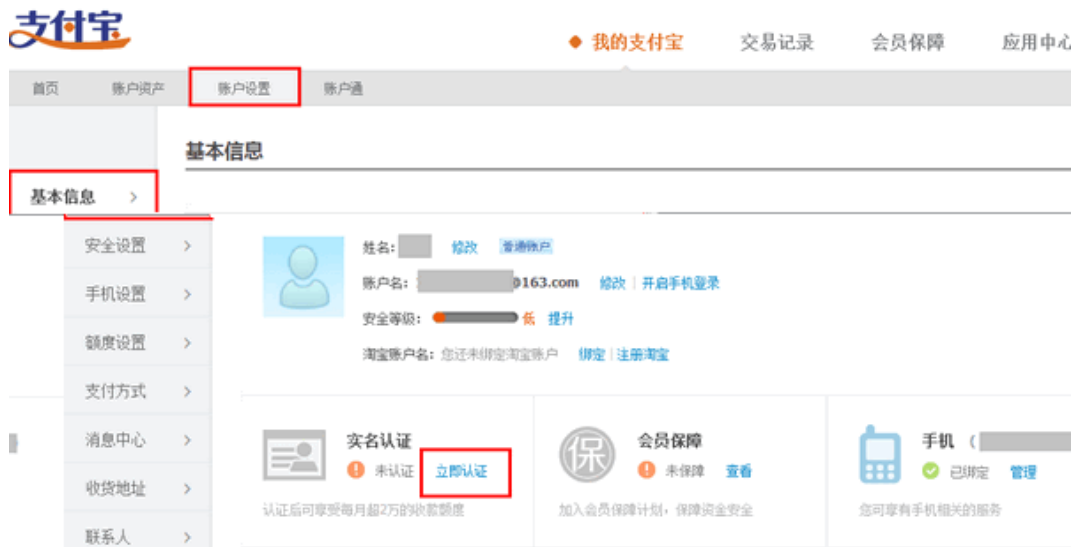 支付宝
我的支付宝 交易记录 会员保障 应用中心
首页 账户资产 账户设置 账户通
基本信息
基本信息 >
安全设置 >
手机设置 >
额度设置 >
支付方式 >
消息中心 >
收货地址 >
联系人 >
姓名: 修改 普通账户
账户名: @163.com 修改 | 开启手机登录
安全等级: 低 提升
淘宝账户名: 您还未绑定淘宝账户 绑定 | 注册淘宝
实名认证
未认证 立即认证
认证后可享受每月超2万的收款额度
保
会员保障
未保障 查看
加入会员保障计划，保障资金安全
手机 (
已绑定 管理
您可享有手机相关的服务